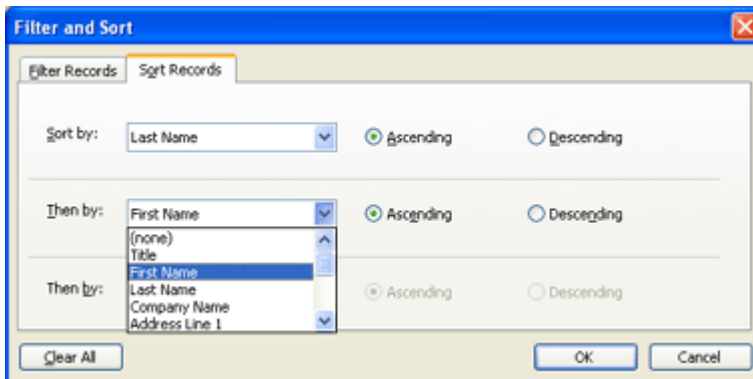 Filter and Sort
Filter Records Sort Records
Sort by: Last Name Ascending Descending
Then by: First Name Ascending Descending
(none)
Title
First Name
Last Name
Company Name
Address Line 1
Then by: Ascending Descending
Clear All OK Cancel